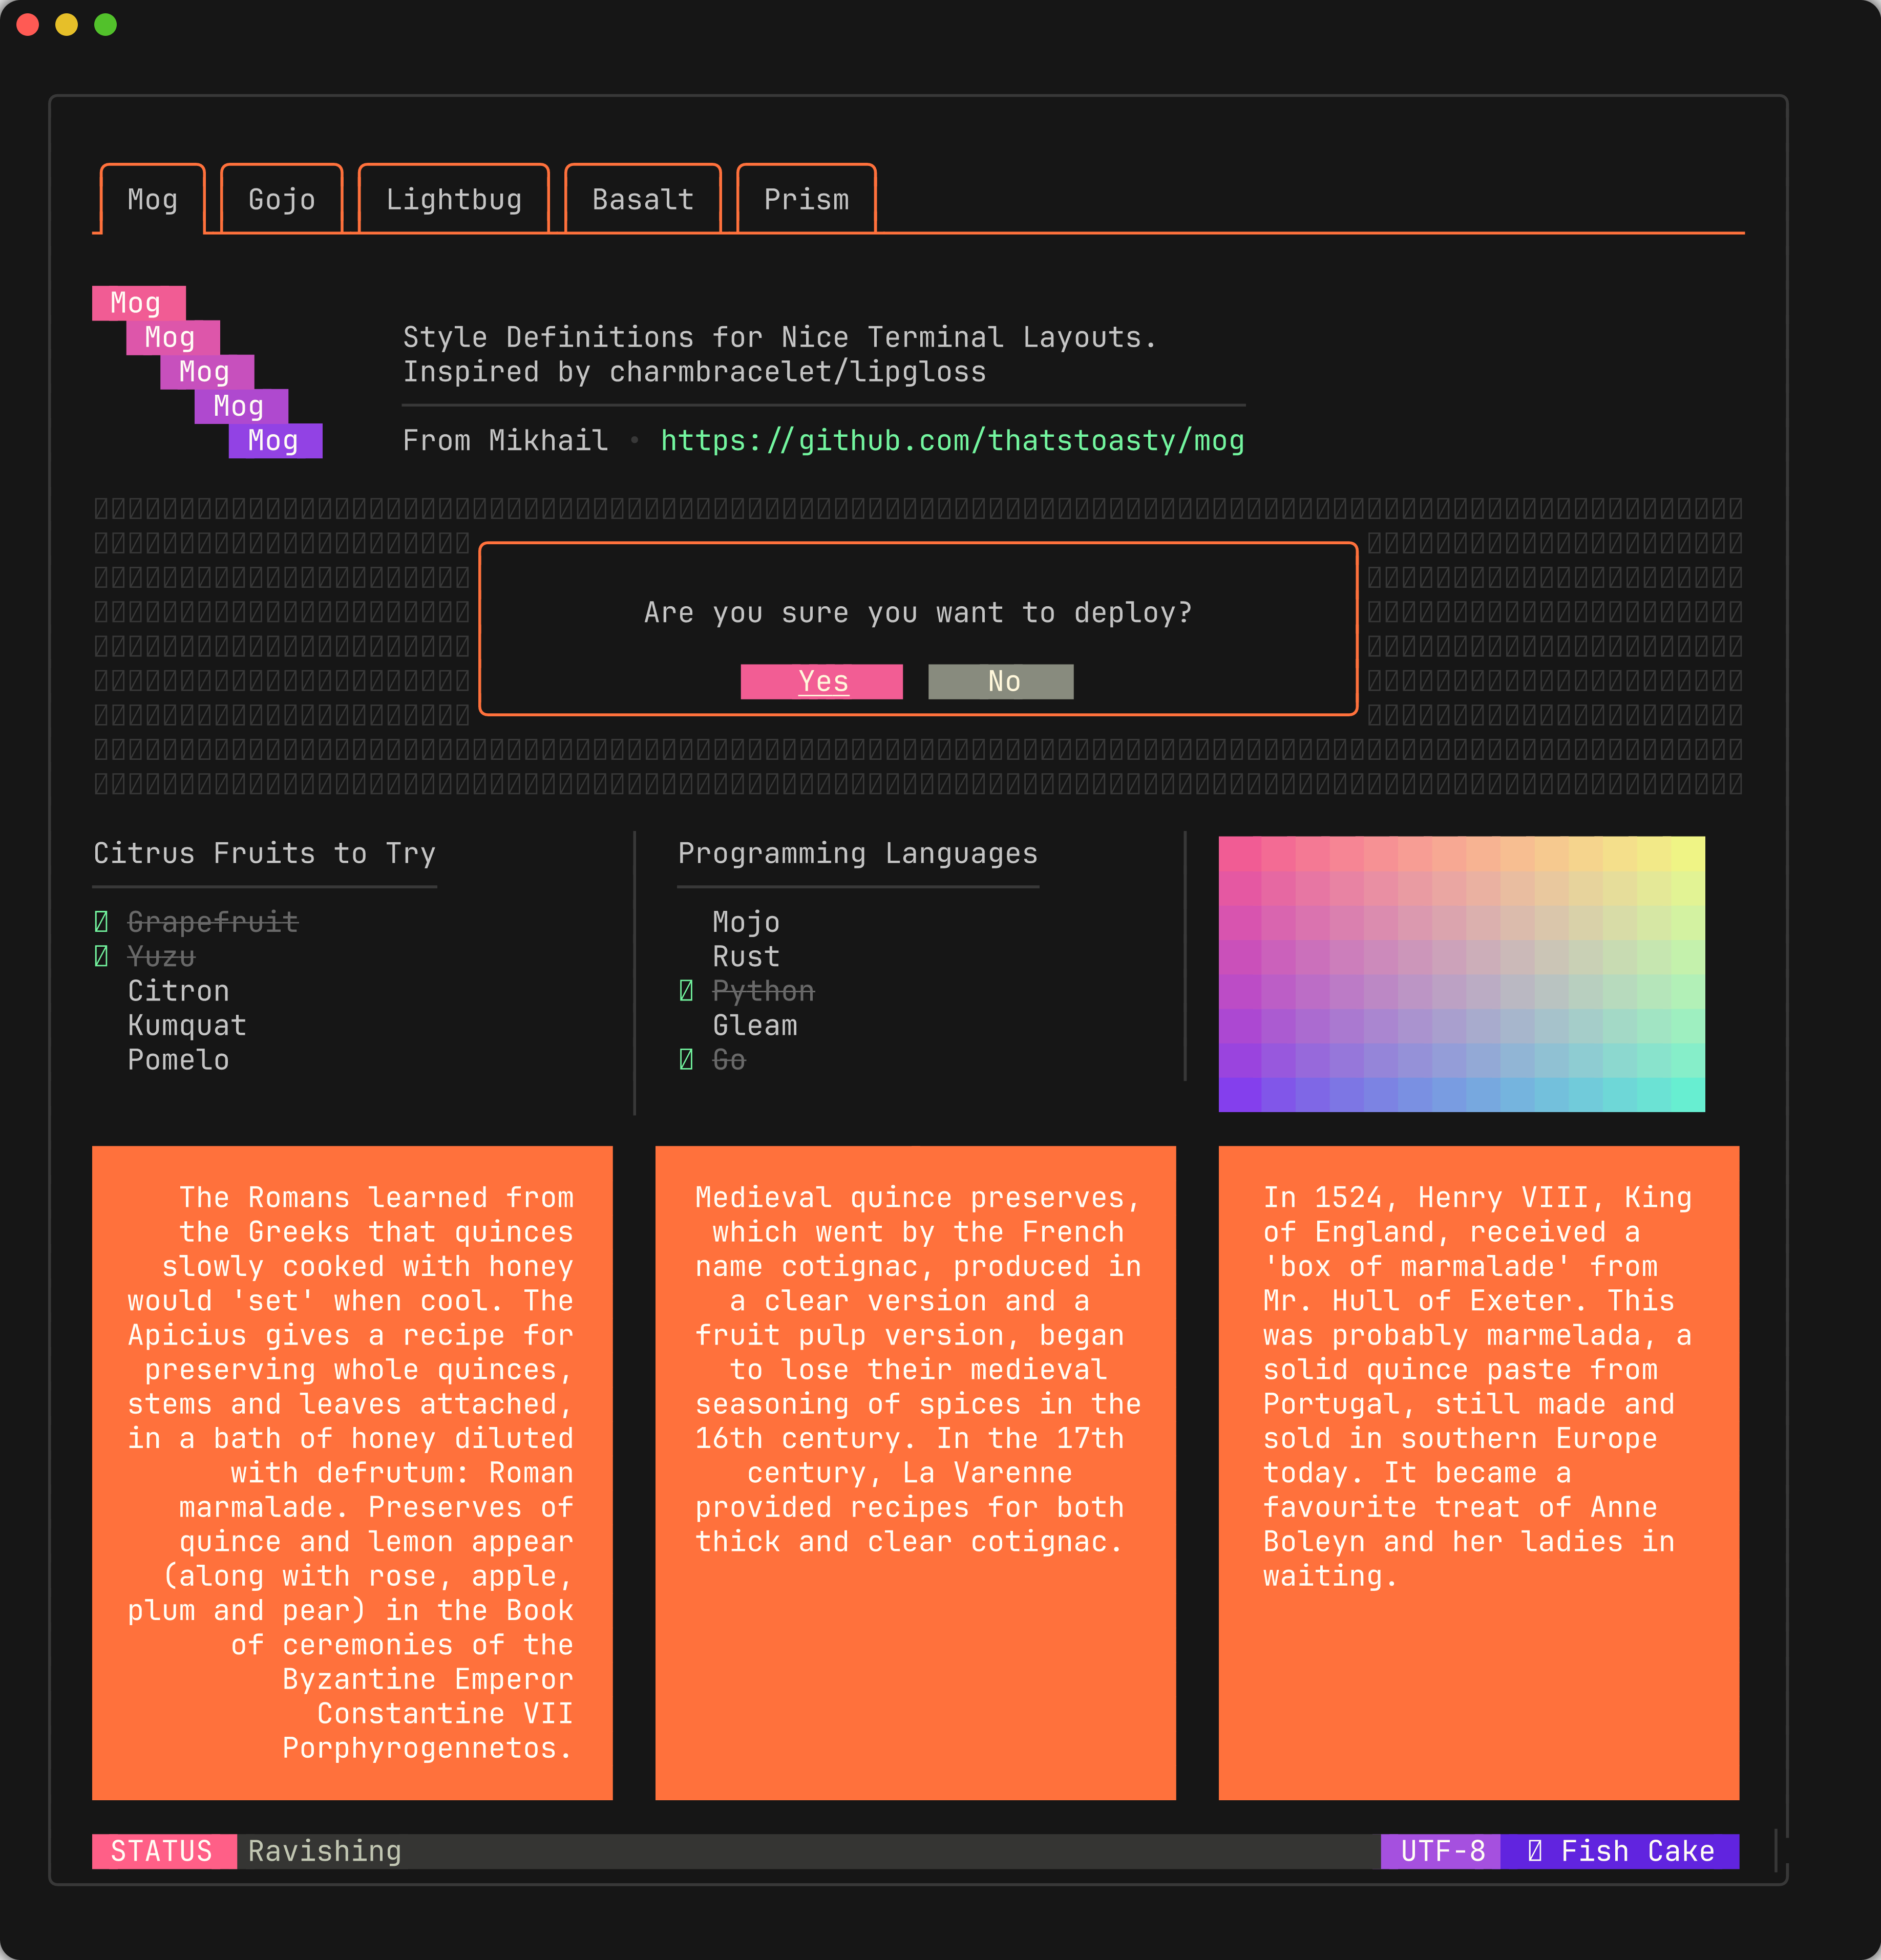 Mog Gojo Lightbug Basalt Prism
Mog
Mog
Mog
Mog
Mog
Style Definitions for Nice Terminal Layouts.
Inspired by charmbracelet/lipgloss
From Mikhail • https://github.com/thatstoasty/mog
Are you sure you want to deploy?
Yes No
Citrus Fruits to Try
Grapefruit
Yuzu
Citron
Kumquat
Pomelo
Programming Languages
Mojo
Rust
Python
Gleam
Go
The Romans learned from
the Greeks that quinces
slowly cooked with honey
would 'set' when cool. The
Apicius gives a recipe for
preserving whole quinces,
stems and leaves attached,
in a bath of honey diluted
with defrutum: Roman
marmalade. Preserves of
quince and lemon appear
(along with rose, apple,
plum and pear) in the Book
of ceremonies of the
Byzantine Emperor
Constantine VII
Porphyrogennetos.
Medieval quince preserves,
which went by the French
name cotignac, produced in
a clear version and a
fruit pulp version, began
to lose their medieval
seasoning of spices in the
16th century. In the 17th
century, La Varenne
provided recipes for both
thick and clear cotignac.
In 1524, Henry VIII, King
of England, received a
'box of marmalade' from
Mr. Hull of Exeter. This
was probably marmelada, a
solid quince paste from
Portugal, still made and
sold in southern Europe
today. It became a
favourite treat of Anne
Boleyn and her ladies in
waiting.
STATUS Ravishing UTF-8 Fish Cake